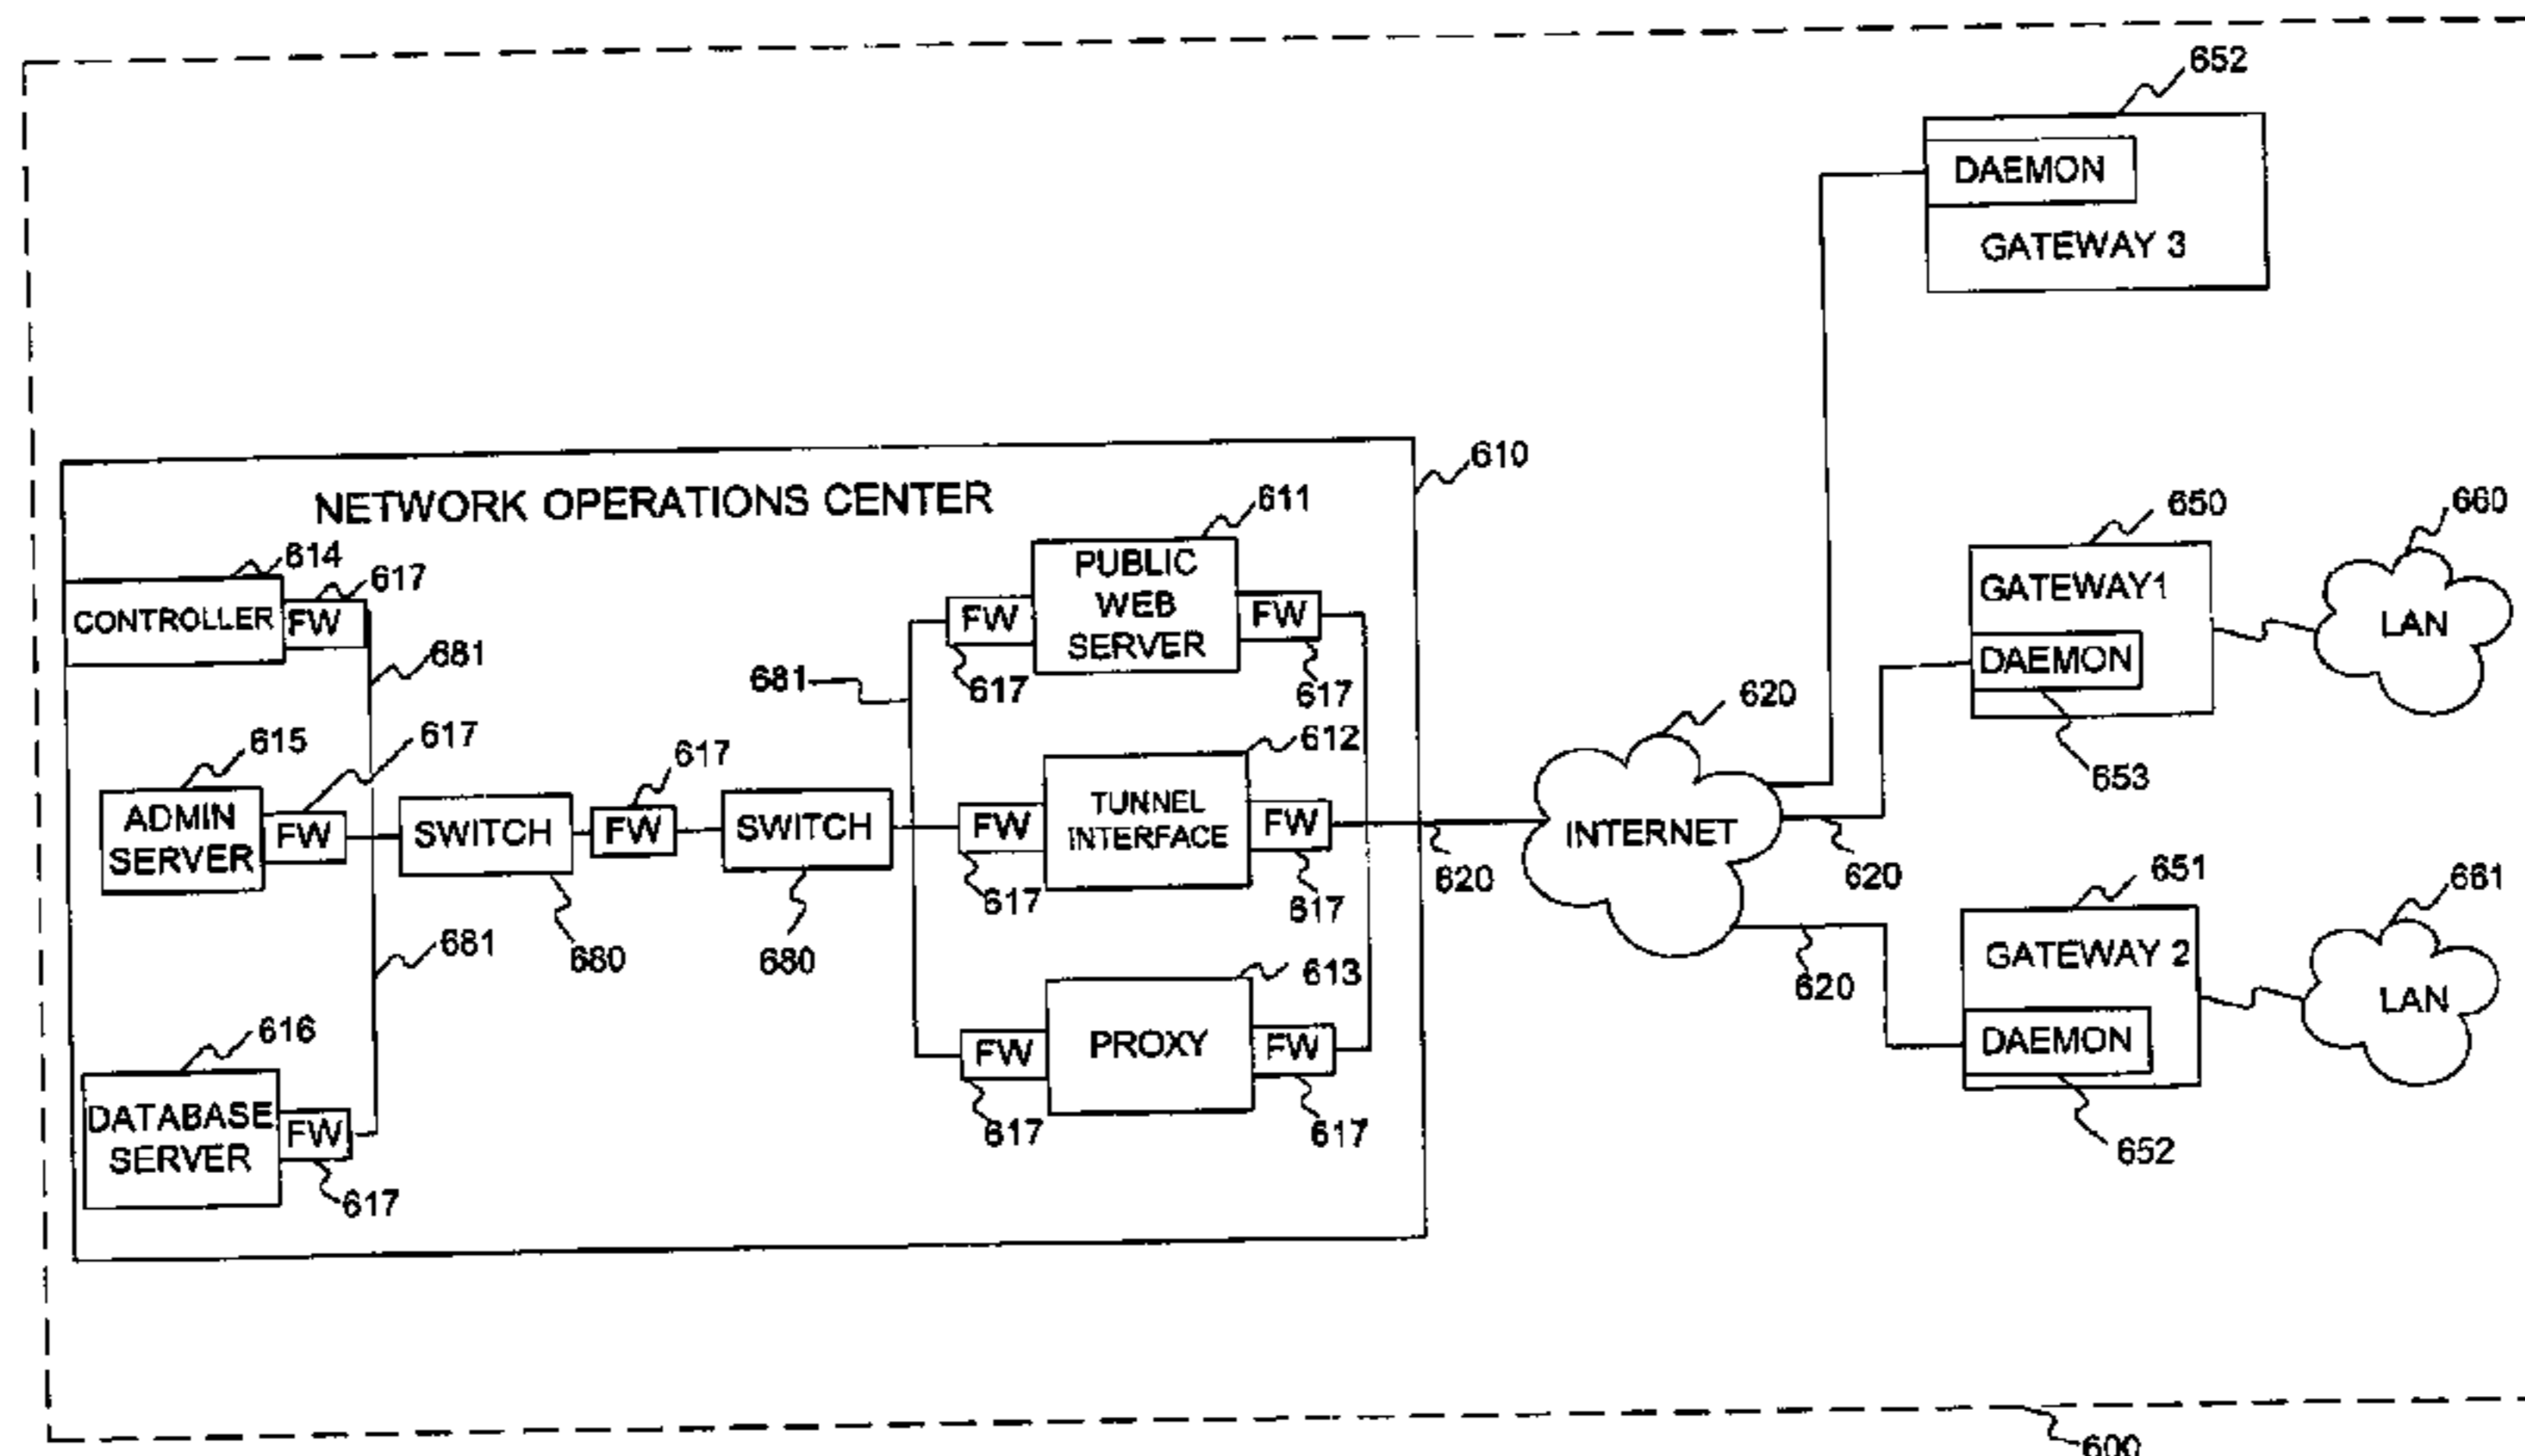 652
DAEMON
GATEWAY 3
610
NETWORK OPERATIONS CENTER
614
617
CONTROLLER
FW
681
611
PUBLIC
WEB
SERVER
FW
FW
617
617
681
650
GATEWAY1
DAEMON
653
660
LAN
615
617
ADMIN
SERVER
FW
SWITCH
680
617
FW
SWITCH
680
612
TUNNEL
INTERFACE
FW
FW
617
617
620
620
INTERNET
620
620
681
616
DATABASE
SERVER
FW
617
613
PROXY
FW
FW
617
617
651
GATEWAY 2
DAEMON
652
661
LAN
600